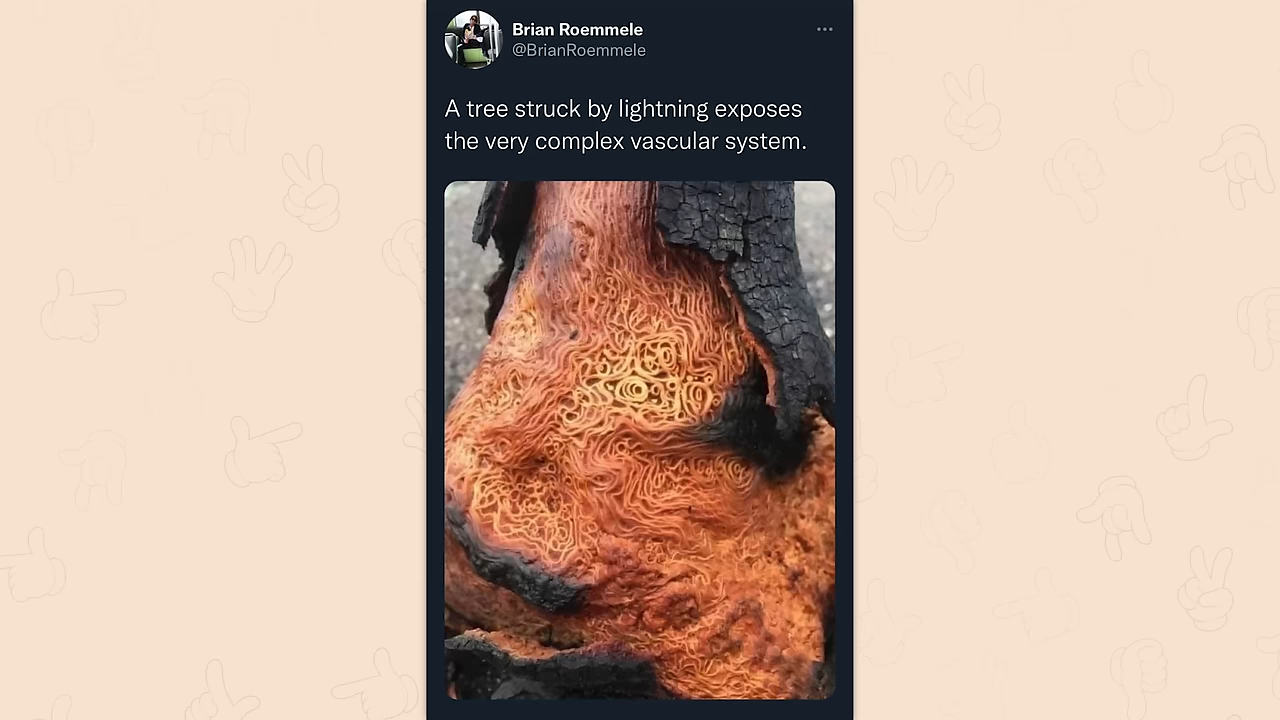 Brian Roemmele
@BrianRoemmele
A tree struck by lightning exposes
the very complex vascular system.